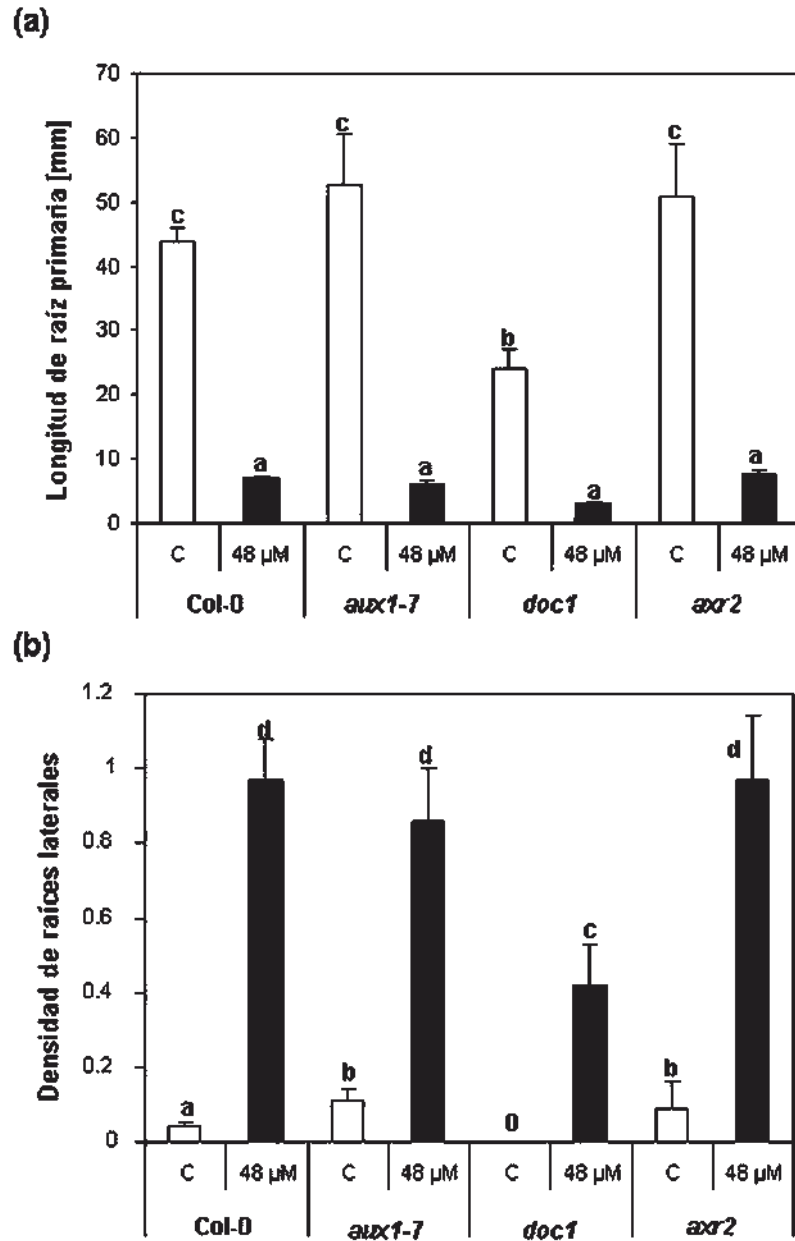 (a)
Longitud de raíz primaria [mm]
70
60
50
40
30
20
10
0
c
a
c
a
b
a
c
a
C 48 µM C 48 µM C 48 µM C 48 µM
Col-0 aux1-7 doc1 axr2
(b)
Densidad de raíces laterales
1.2
1
0.8
0.6
0.4
0.2
0
a
d
b
d
0
c
b
d
C 48 µM C 48 µM C 48 µM C 48 µM
Col-0 aux1-7 doc1 axr2